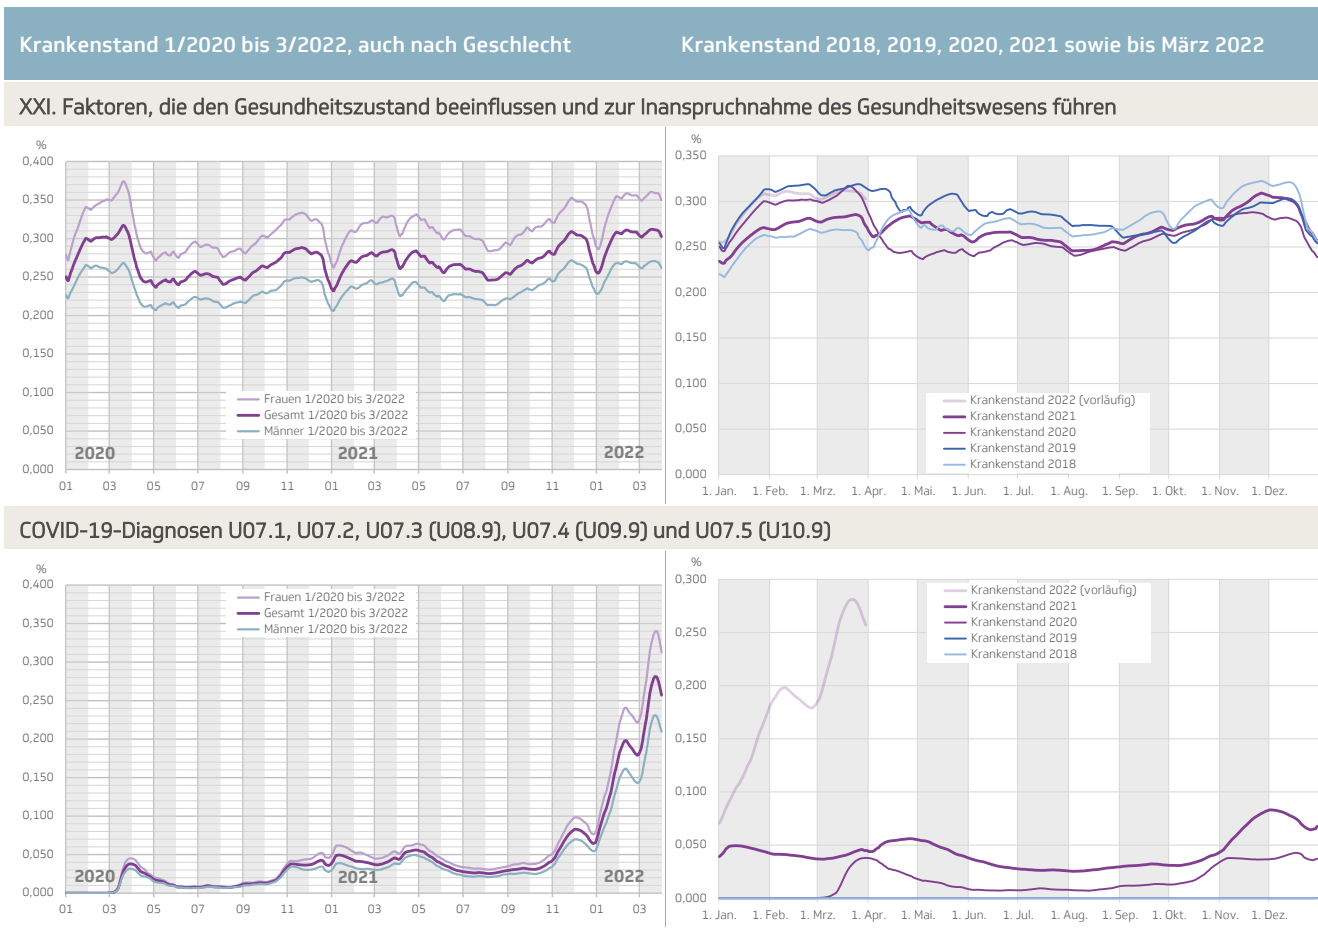 Krankenstand 1/2020 bis 3/2022, auch nach Geschlecht
Krankenstand 2018, 2019, 2020, 2021 sowie bis März 2022
XXI. Faktoren, die den Gesundheitszustand beeinflussen und zur Inanspruchnahme des Gesundheitswesens führen
%
0,400
0,350
0,300
0,250
0,200
0,150
0,100
0,050
0,000
Frauen 1/2020 bis 3/2022
Gesamt 1/2020 bis 3/2022
Männer 1/2020 bis 3/2022
2020 2021 2022
01 03 05 07 09 11 01 03 05 07 09 11 01 03
%
0,350
0,300
0,250
0,200
0,150
0,100
0,050
0,000
Krankenstand 2022 (vorläufig)
Krankenstand 2021
Krankenstand 2020
Krankenstand 2019
Krankenstand 2018
1. Jan. 1. Feb. 1. Mrz. 1. Apr. 1. Mai. 1. Jun. 1. Jul. 1. Aug. 1. Sep. 1. Okt. 1. Nov. 1. Dez.
COVID-19-Diagnosen U07.1, U07.2, U07.3 (U08.9), U07.4 (U09.9) und U07.5 (U10.9)
%
0,400
0,350
0,300
0,250
0,200
0,150
0,100
0,050
0,000
Frauen 1/2020 bis 3/2022
Gesamt 1/2020 bis 3/2022
Männer 1/2020 bis 3/2022
2020 2021 2022
01 03 05 07 09 11 01 03 05 07 09 11 01 03
%
0,300
0,250
0,200
0,150
0,100
0,050
0,000
Krankenstand 2022 (vorläufig)
Krankenstand 2021
Krankenstand 2020
Krankenstand 2019
Krankenstand 2018
1. Jan. 1. Feb. 1. Mrz. 1. Apr. 1. Mai. 1. Jun. 1. Jul. 1. Aug. 1. Sep. 1. Okt. 1. Nov. 1. Dez.